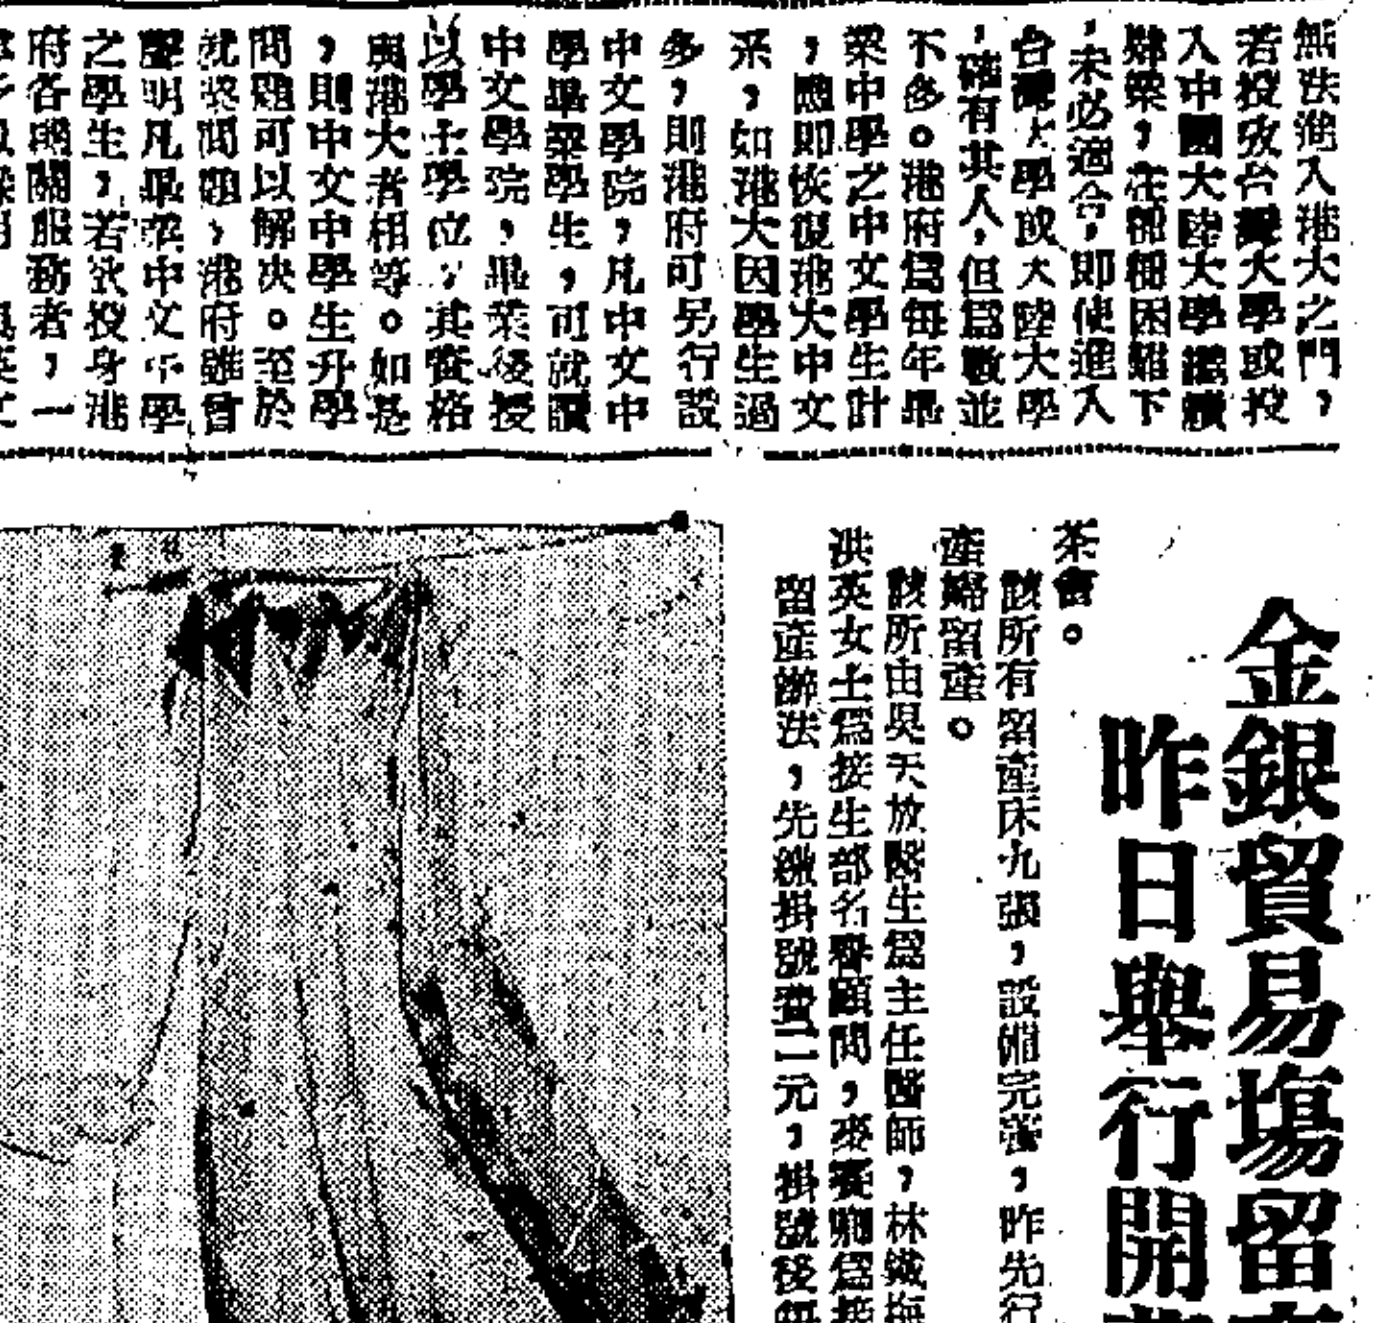 無法進入港大之門，
若投攷台灣大學或投
入中國大陸大學繼續
肄業，在種種困難下
，未必適合，即使進入
台灣大學或大陸大學
，確有其人，但爲數並
不多。港府爲每年畢
業中學之中文學生計
，應即恢復港大中文
系，如港大因學生過
多，則港府可另行設
中文學院，凡中文中
學畢業學生，可就讀
中文學院，畢業後授
以學士學位，其資格
與港大者相等。如是
，則中文中學生升學
問題可以解决。至於
就業問題，港府雖曾
聲明凡畢業中文中學
之學生，若欲投身港
府各機關服務者，一
金銀貿易塲留
昨日舉行開
茶會。
該所有留產床九張，設備完善，昨先行
產婦留產。
該所由吳天放醫生爲主任醫師，林
洪英女士爲接生部名譽顧問，
留產辦法，先繳掛號費二元，掛號後